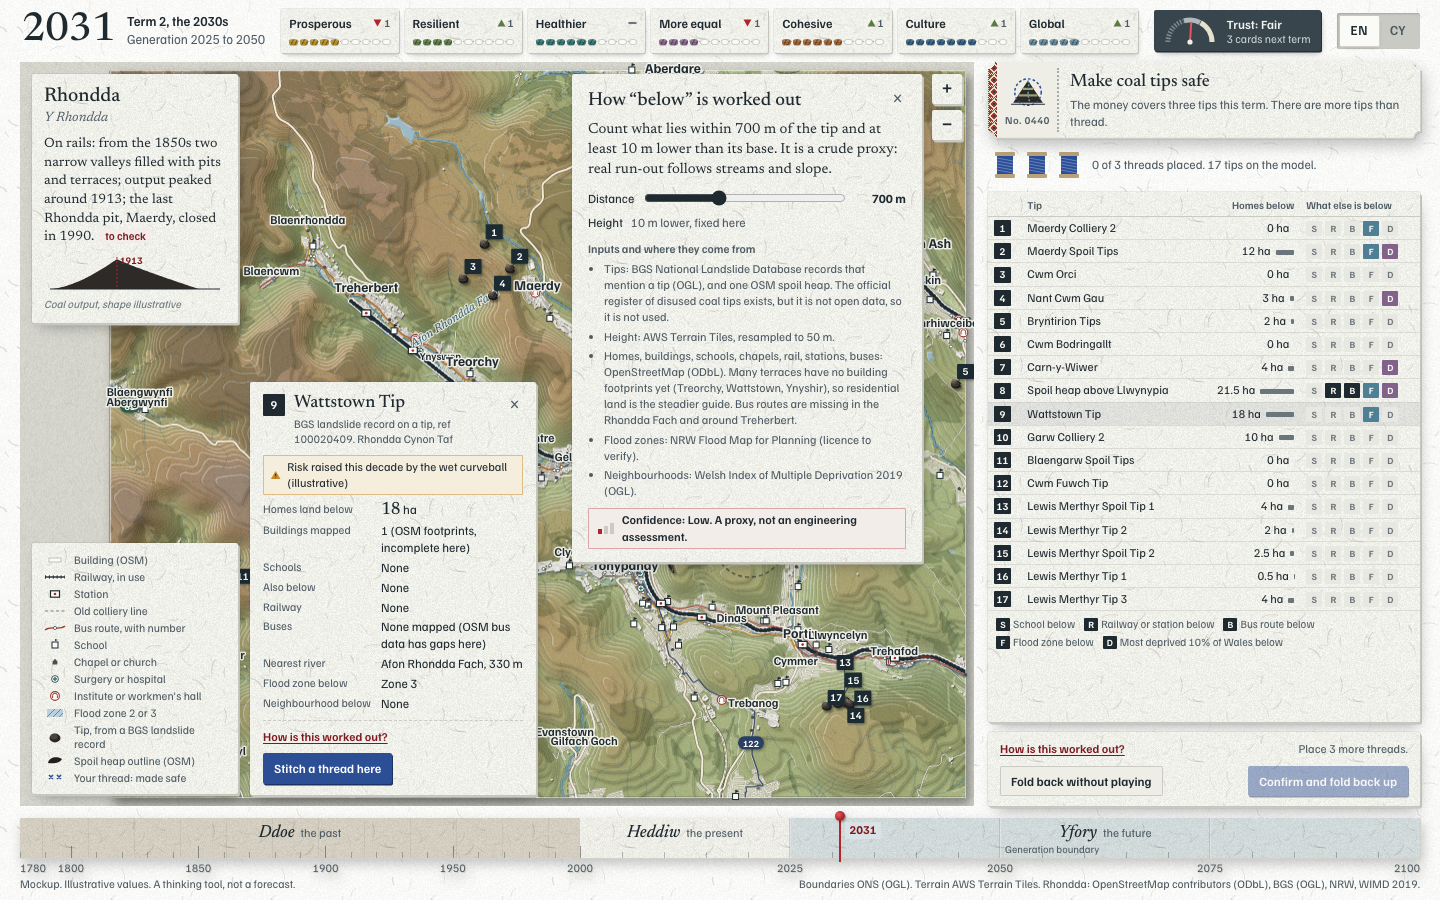 2031
Term 2, the 2030s
Generation 2025 to 2050
Prosperous 1
Resilient 1
Healthier
More equal 1
Cohesive 1
Culture 1
Global 1
Trust: Fair
3 cards next term
EN CY
Rhondda
Y Rhondda
On rails: from the 1850s two
narrow valleys filled with pits
and terraces; output peaked
around 1913; the last
Rhondda pit, Maerdy, closed
in 1990. to check
1913
Coal output, shape illustrative
Aberdare
Blaenrhondda
Blaencwm
Treherbert
Maerdy
1
2
3
4
Afon Rhondda Fa
Ynyswen
Treorchy
Blaengwynfi
Abergwynfi
Building (OSM)
Railway, in use
Station
Old colliery line
Bus route, with number
School
Chapel or church
Surgery or hospital
Institute or workmen's hall
Flood zone 2 or 3
Tip, from a BGS landslide
record
Spoil heap outline (OSM)
Your thread: made safe
11
9 Wattstown Tip ×
BGS landslide record on a tip, ref
100020409. Rhondda Cynon Taf
Risk raised this decade by the wet curveball
(illustrative)
Homes land below 18 ha
Buildings mapped 1 (OSM footprints,
incomplete here)
Schools None
Also below None
Railway None
Buses None mapped (OSM bus
data has gaps here)
Nearest river Afon Rhondda Fach, 330 m
Flood zone below Zone 3
Neighbourhood below None
How is this worked out?
Stitch a thread here
How “below” is worked out ×
Count what lies within 700 m of the tip and at
least 10 m lower than its base. It is a crude proxy:
real run-out follows streams and slope.
Distance 700 m
Height 10 m lower, fixed here
Inputs and where they come from
• Tips: BGS National Landslide Database records that
mention a tip (OGL), and one OSM spoil heap. The official
register of disused coal tips exists, but it is not open data, so
it is not used.
• Height: AWS Terrain Tiles, resampled to 50 m.
• Homes, buildings, schools, chapels, rail, stations, buses:
OpenStreetMap (ODbL). Many terraces have no building
footprints yet (Treorchy, Wattstown, Ynyshir), so residential
land is the steadier guide. Bus routes are missing in the
Rhondda Fach and around Treherbert.
• Flood zones: NRW Flood Map for Planning (licence to
verify).
• Neighbourhoods: Welsh Index of Multiple Deprivation 2019
(OGL).
Confidence: Low. A proxy, not an engineering
assessment.
+
−
Ash
kin
rhiwceibe
5
ntre
Gel
Cly
Tonypandy
Dinas
Mount Pleasant
Porth
Llwyncelyn
Cymmer
Trehafod
13
15
17
16
14
Trebanog
122
Evanstown
Gilfach Goch
No. 0440
Make coal tips safe
The money covers three tips this term. There are more tips than
thread.
0 of 3 threads placed. 17 tips on the model.
Tip Homes below What else is below
1 Maerdy Colliery 2 0 ha S R B F D
2 Maerdy Spoil Tips 12 ha S R B F D
3 Cwm Orci 0 ha S R B F D
4 Nant Cwm Gau 3 ha S R B F D
5 Bryntirion Tips 2 ha S R B F D
6 Cwm Bodringallt 0 ha S R B F D
7 Carn-y-Wiwer 4 ha S R B F D
8 Spoil heap above Llwynypia 21.5 ha S R B F D
9 Wattstown Tip 18 ha S R B F D
10 Garw Colliery 2 10 ha S R B F D
11 Blaengarw Spoil Tips 0 ha S R B F D
12 Cwm Fuwch Tip 0 ha S R B F D
13 Lewis Merthyr Spoil Tip 1 4 ha S R B F D
14 Lewis Merthyr Tip 2 2 ha S R B F D
15 Lewis Merthyr Spoil Tip 2 2.5 ha S R B F D
16 Lewis Merthyr Tip 1 0.5 ha S R B F D
17 Lewis Merthyr Tip 3 4 ha S R B F D
S School below R Railway or station below B Bus route below
F Flood zone below D Most deprived 10% of Wales below
How is this worked out? Place 3 more threads.
Fold back without playing Confirm and fold back up
Ddoe the past
Heddiw the present
2031
Yfory the future
Generation boundary
1780 1800 1850 1900 1950 2000 2025 2050 2075 2100
Mockup. Illustrative values. A thinking tool, not a forecast.
Boundaries ONS (OGL). Terrain AWS Terrain Tiles. Rhondda: OpenStreetMap contributors (ODbL), BGS (OGL), NRW, WIMD 2019.